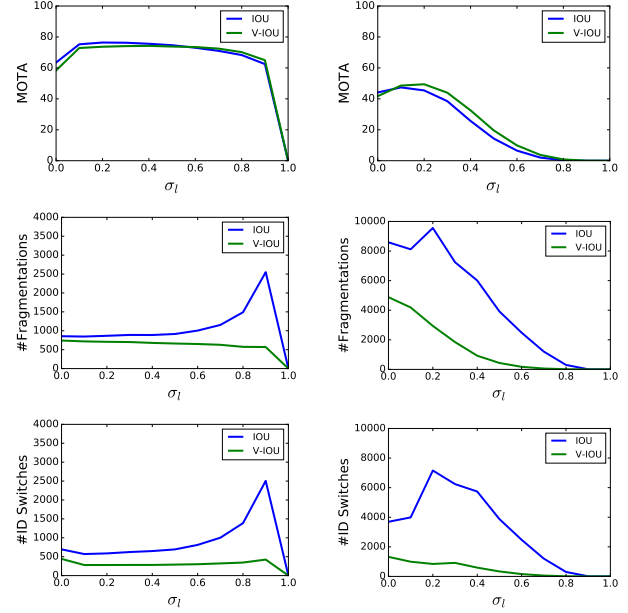 100
80
60
40
20
0
0.0 0.2 0.4 0.6 0.8 1.0
MOTA
σl
IOU
V-IOU
100
80
60
40
20
0
0.0 0.2 0.4 0.6 0.8 1.0
MOTA
σl
IOU
V-IOU
4000
3500
3000
2500
2000
1500
1000
500
0
0.0 0.2 0.4 0.6 0.8 1.0
#Fragmentations
σl
IOU
V-IOU
10000
8000
6000
4000
2000
0
0.0 0.2 0.4 0.6 0.8 1.0
#Fragmentations
σl
IOU
V-IOU
4000
3500
3000
2500
2000
1500
1000
500
0
0.0 0.2 0.4 0.6 0.8 1.0
#ID Switches
σl
IOU
V-IOU
10000
8000
6000
4000
2000
0
0.0 0.2 0.4 0.6 0.8 1.0
#ID Switches
σl
IOU
V-IOU